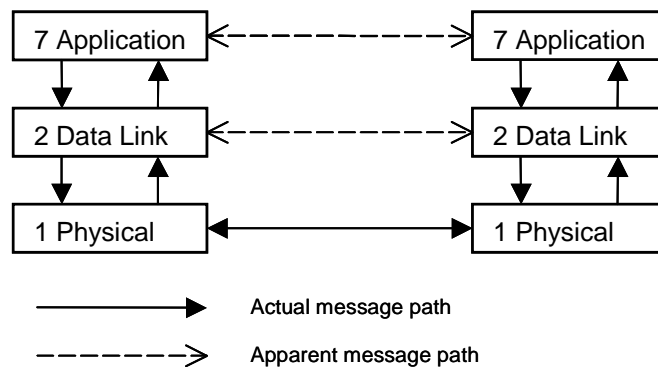 7 Application
7 Application
2 Data Link
2 Data Link
1 Physical
1 Physical
Actual message path
Apparent message path